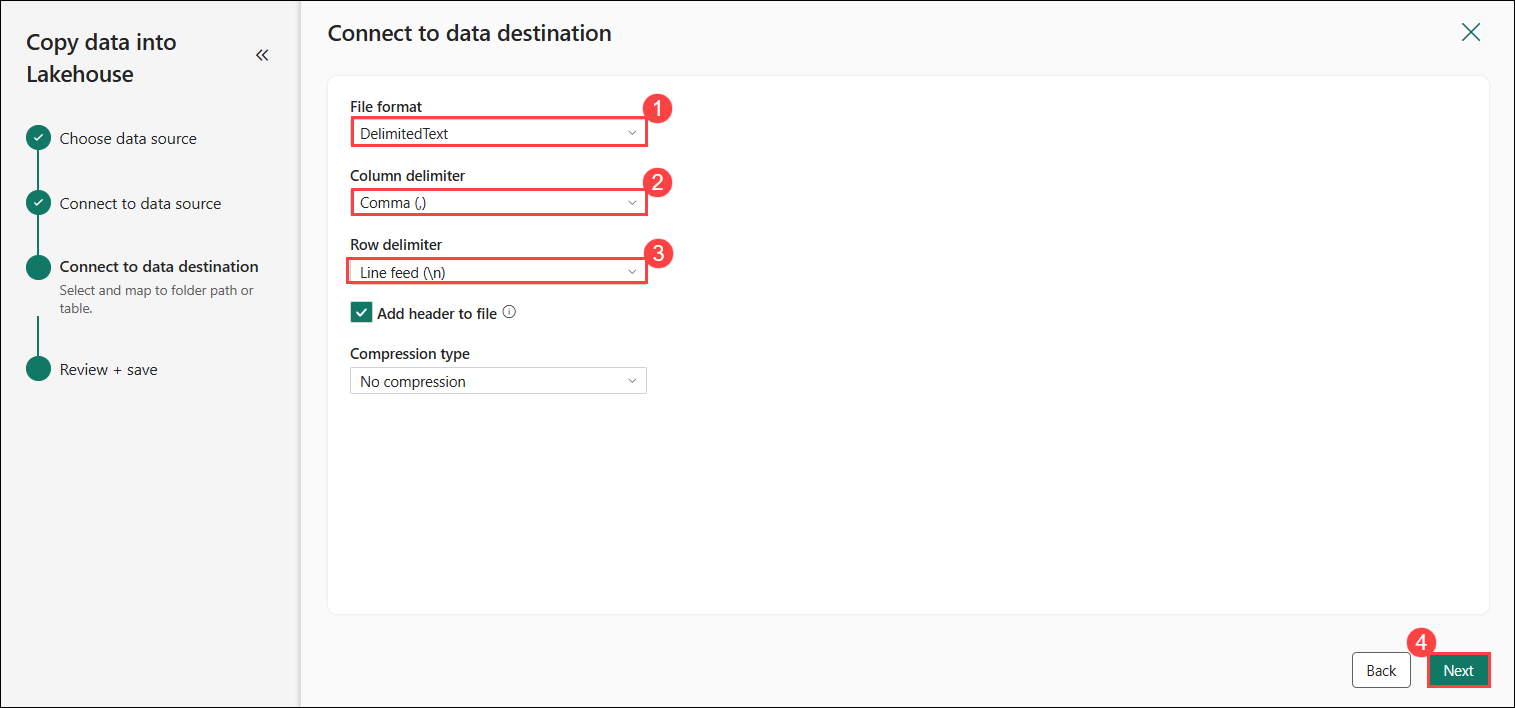 Copy data into
Lakehouse
Choose data source
Connect to data source
Connect to data destination
Select and map to folder path or
table.
Review + save
Connect to data destination
File format
1
DelimitedText
Column delimiter
2
Comma (,)
Row delimiter
3
Line feed (\n)
Add header to file
Compression type
No compression
4
Back
Next